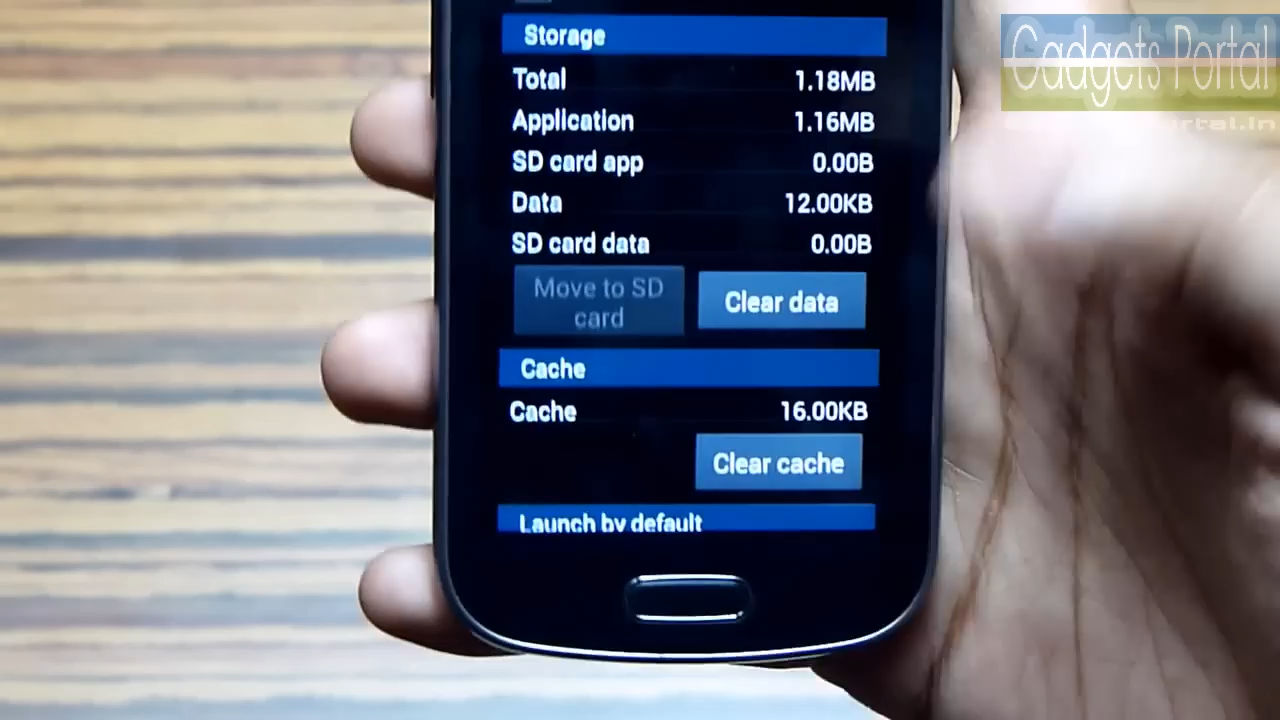 Gadgets Portal
Storage
Total 1.18MB
Application 1.16MB
SD card app 0.00B
Data 12.00KB
SD card data 0.00B
Move to SD
card
Clear data
Cache
Cache 16.00KB
Clear cache
Launch by default